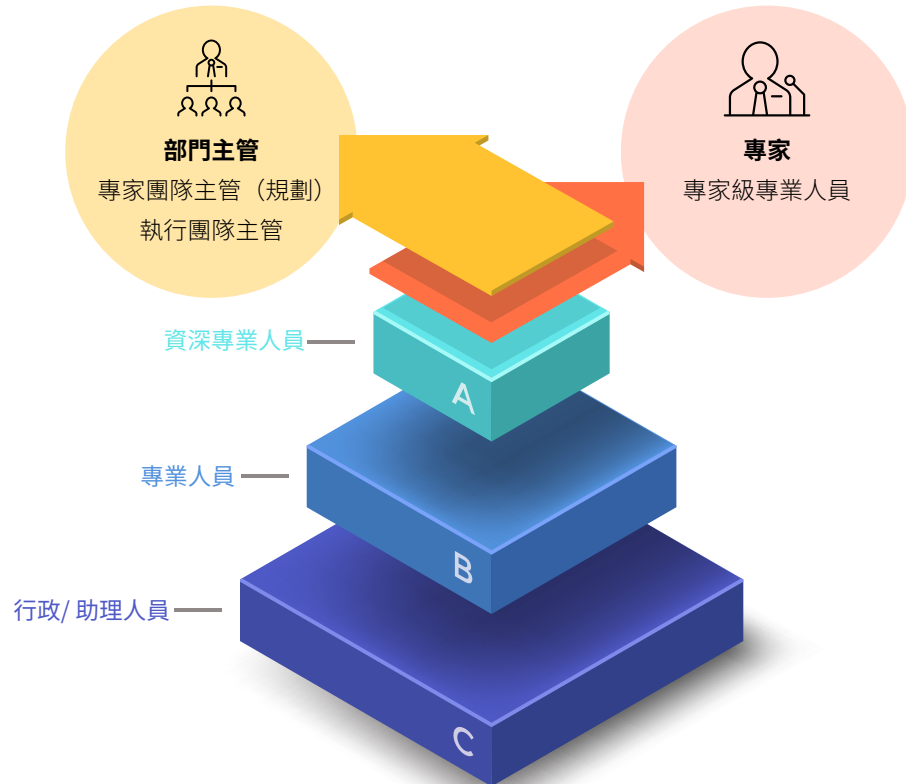 部門主管
專家團隊主管（規劃）
執行團隊主管
專家
專家級專業人員
資深專業人員
A
專業人員
B
行政/ 助理人員
C